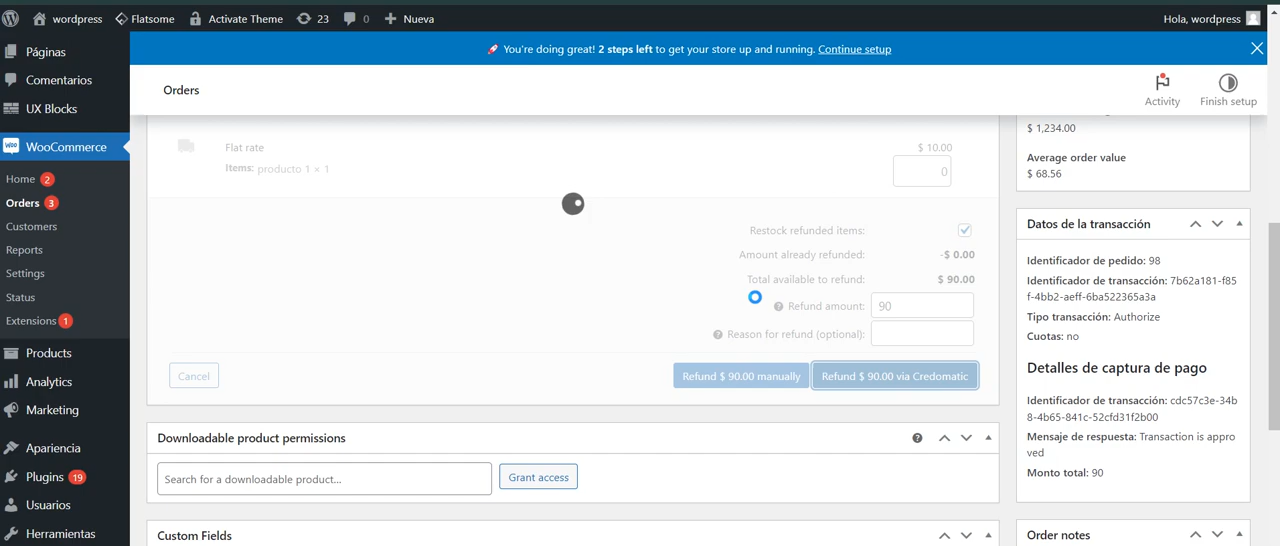 wordpress
Flatsome
Activate Theme
23
0
Nueva
Hola, wordpress
Páginas
Comentarios
UX Blocks
WooCommerce
Home 2
Orders 3
Customers
Reports
Settings
Status
Extensions 1
Products
Analytics
Marketing
Apariencia
Plugins 19
Usuarios
Herramientas
🚀 You're doing great! 2 steps left to get your store up and running. Continue setup
Orders
Activity
Finish setup
Flat rate
$ 10.00
Items: producto 1 × 1
0
Restock refunded items:
Amount already refunded: -$ 0.00
Total available to refund: $ 90.00
Refund amount: 90
Reason for refund (optional):
Cancel
Refund $ 90.00 manually
Refund $ 90.00 via Credomatic
Downloadable product permissions
Search for a downloadable product...
Grant access
Custom Fields
$ 1,234.00
Average order value
$ 68.56
Datos de la transacción
Identificador de pedido: 98
Identificador de transacción: 7b62a181-f85
f-4bb2-aeff-6ba522365a3a
Tipo transacción: Authorize
Cuotas: no
Detalles de captura de pago
Identificador de transacción: cdc57c3e-34b
8-4b65-841c-52cfd31f2b00
Mensaje de respuesta: Transaction is appro
ved
Monto total: 90
Order notes